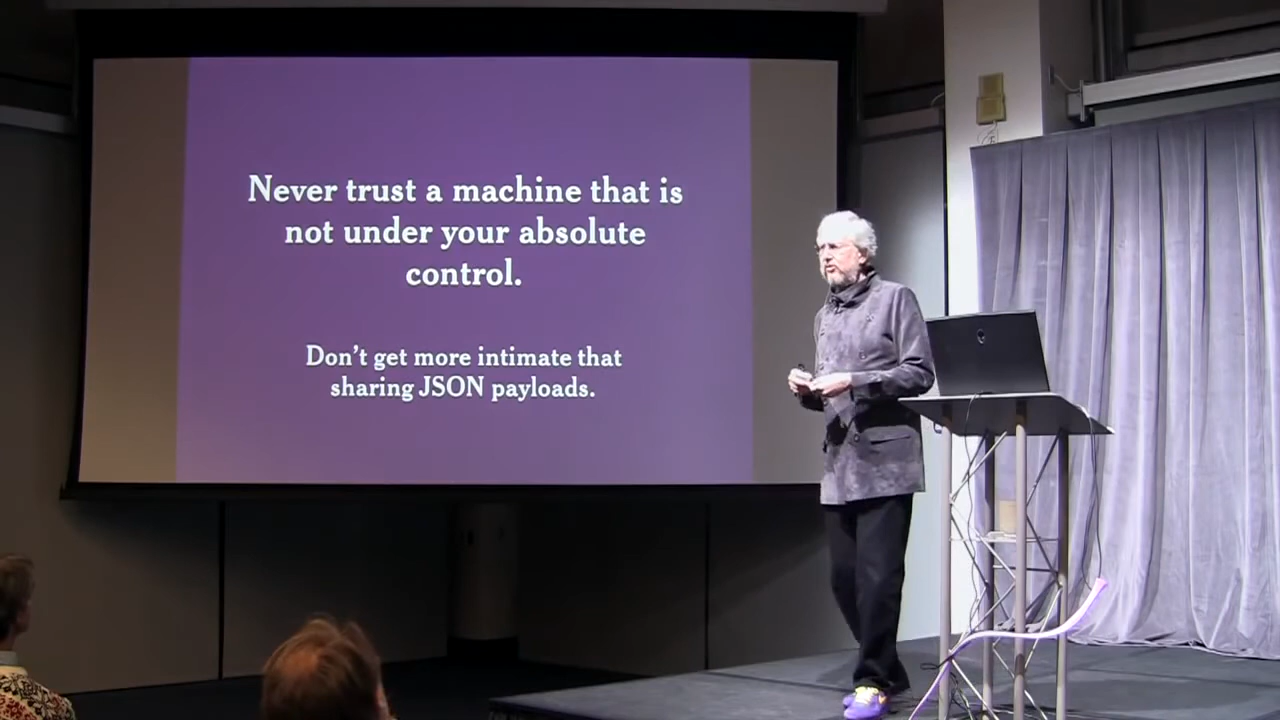 Never trust a machine that is
not under your absolute
control.
Don't get more intimate that
sharing JSON payloads.